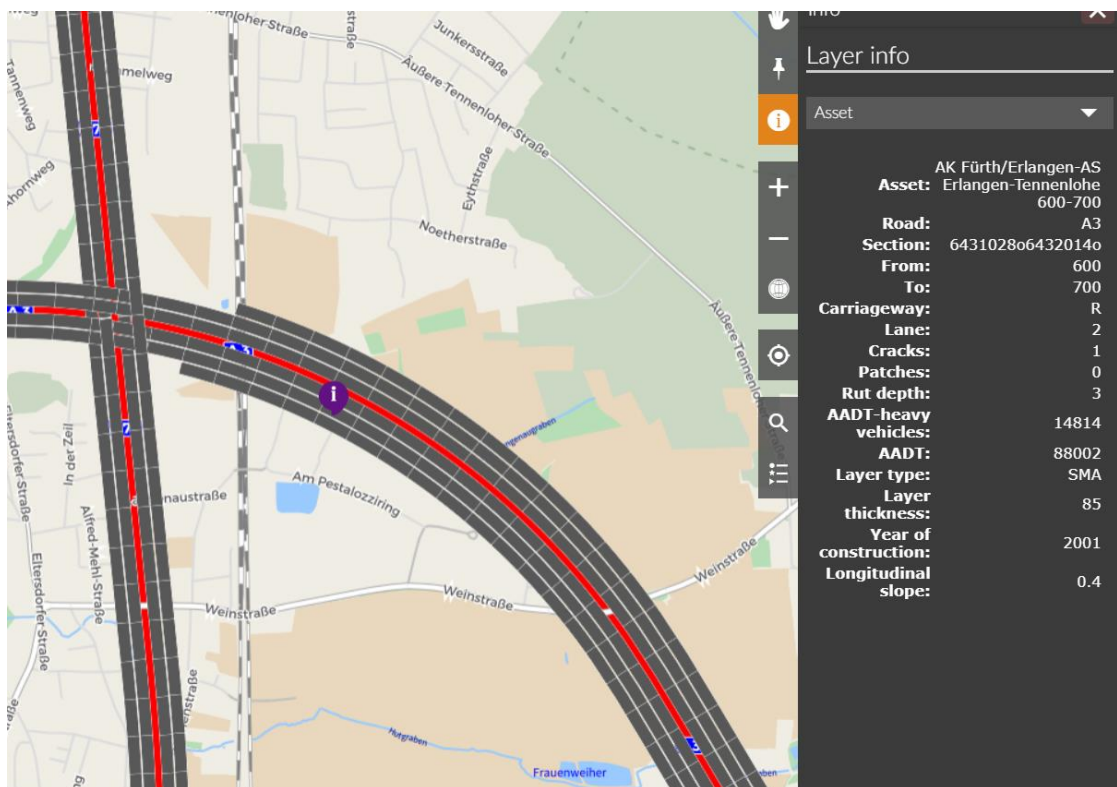 Info
Layer info
Asset
Asset: AK Fürth/Erlangen-AS
Erlangen-Tennenlohe
600-700
Road: A3
Section: 6431028o6432014o
From: 600
To: 700
Carriageway: R
Lane: 2
Cracks: 1
Patches: 0
Rut depth: 3
AADT-heavy
vehicles: 14814
AADT: 88002
Layer type: SMA
Layer
thickness: 85
Year of
construction: 2001
Longitudinal
slope: 0.4
Junkersstraße
Äußere Tennenloher Straße
Tannenweg
Ahornweg
Eythstraße
Noetherstraße
In der Zeil
Am Pestalozziring
Eltersdorfer Straße
Alfred-Mehl-Straße
Eltersdorfer Straße
Weinstraße
Weinstraße
Weinstraße
Hutgraben
Frauenweiher
i